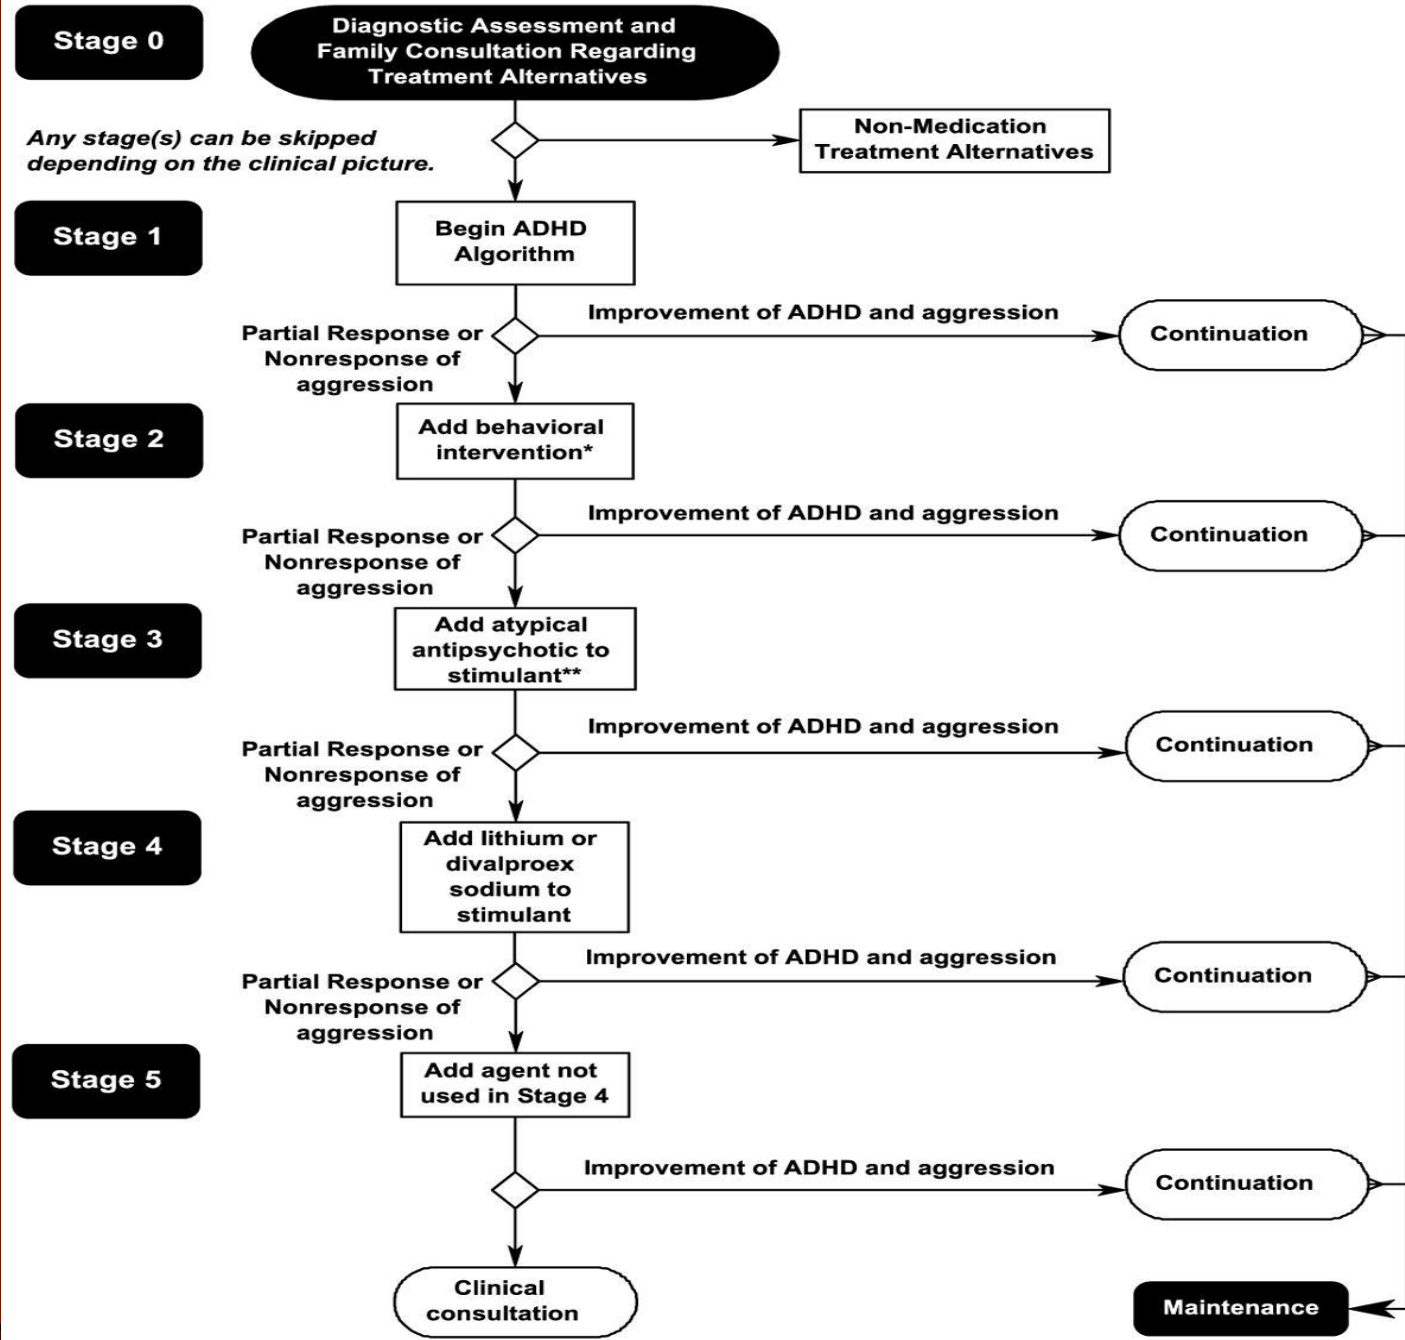 Stage 0
Diagnostic Assessment and
Family Consultation Regarding
Treatment Alternatives
Any stage(s) can be skipped
depending on the clinical picture.
Non-Medication
Treatment Alternatives
Stage 1
Begin ADHD
Algorithm
Partial Response or
Nonresponse of
aggression
Improvement of ADHD and aggression
Continuation
Stage 2
Add behavioral
intervention*
Partial Response or
Nonresponse of
aggression
Improvement of ADHD and aggression
Continuation
Stage 3
Add atypical
antipsychotic to
stimulant**
Partial Response or
Nonresponse of
aggression
Improvement of ADHD and aggression
Continuation
Stage 4
Add lithium or
divalproex
sodium to
stimulant
Partial Response or
Nonresponse of
aggression
Improvement of ADHD and aggression
Continuation
Stage 5
Add agent not
used in Stage 4
Improvement of ADHD and aggression
Continuation
Clinical
consultation
Maintenance